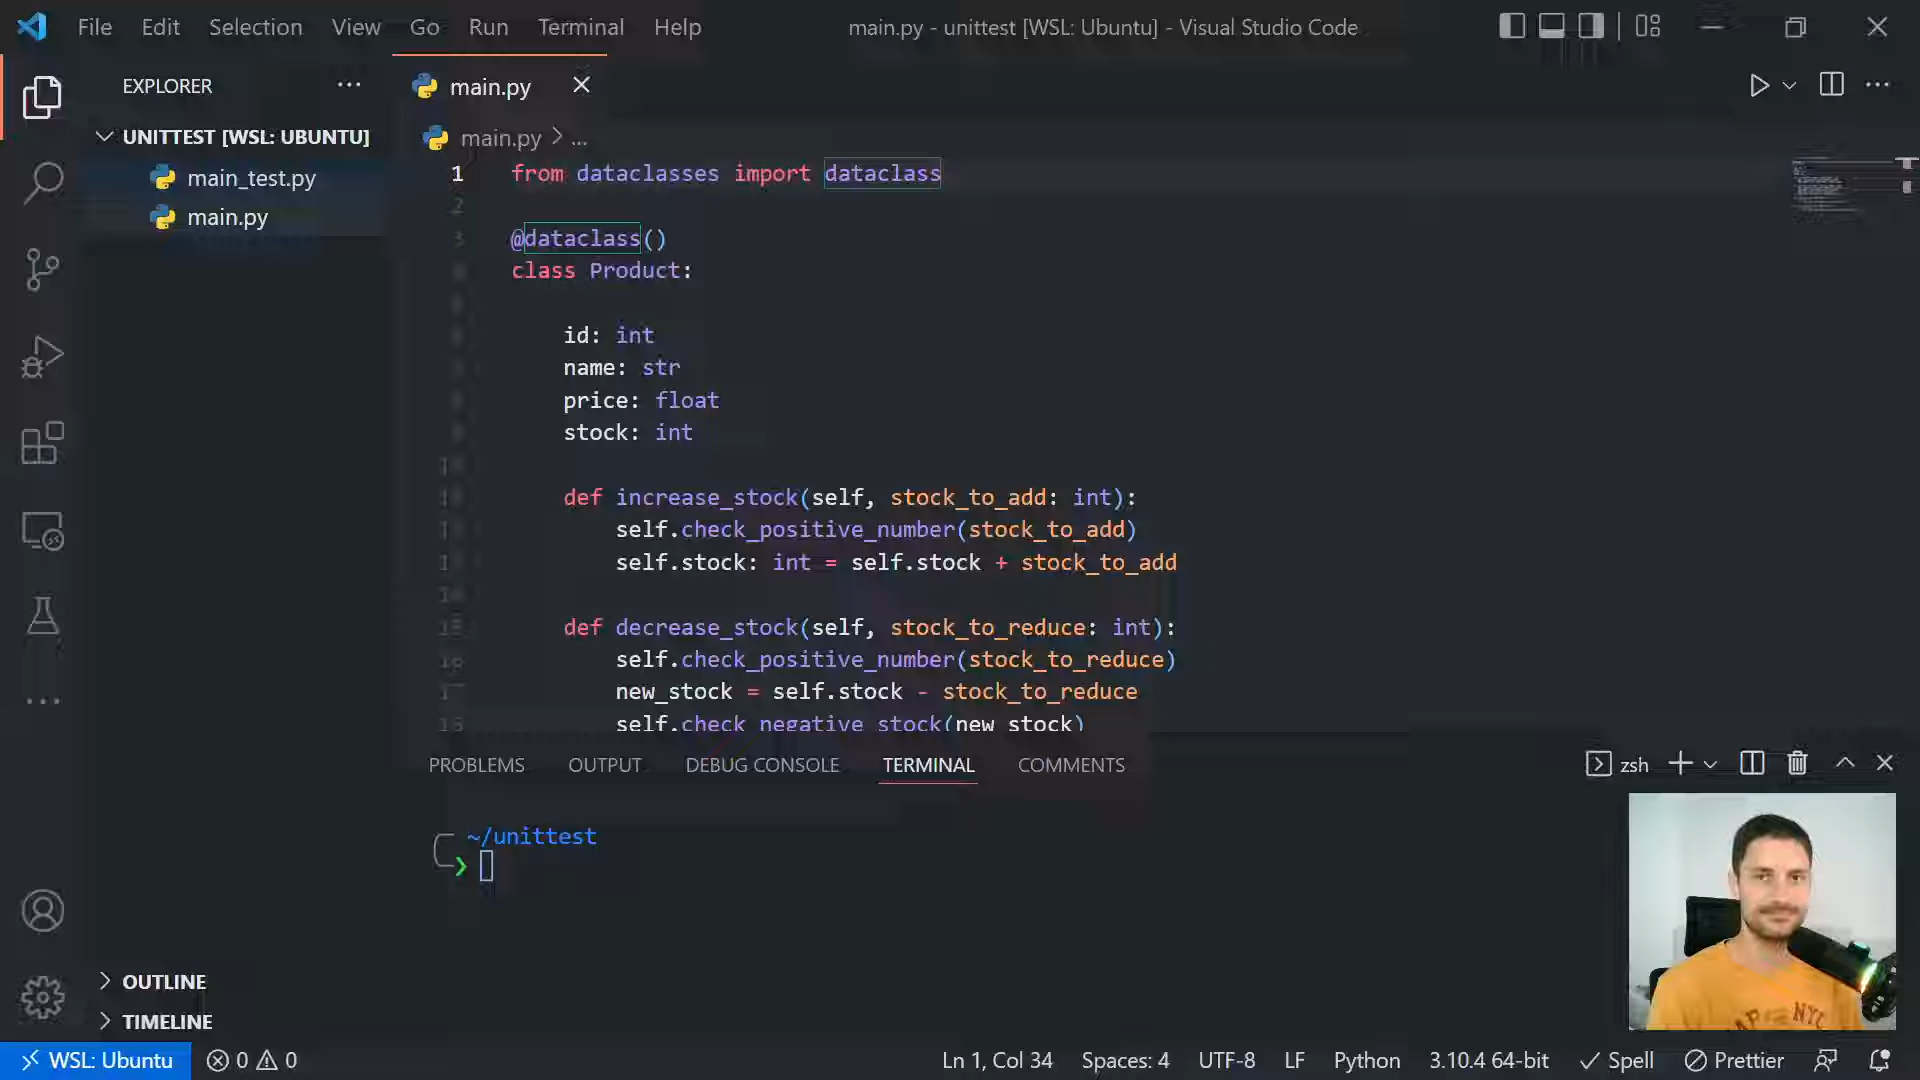 File Edit Selection View Go Run Terminal Help
main.py - unittest [WSL: Ubuntu] - Visual Studio Code
EXPLORER
UNITTEST [WSL: UBUNTU]
main_test.py
main.py
main.py
main.py > ...
1 from dataclasses import dataclass
2
3 @dataclass()
class Product:
id: int
name: str
price: float
stock: int
def increase_stock(self, stock_to_add: int):
self.check_positive_number(stock_to_add)
self.stock: int = self.stock + stock_to_add
15 def decrease_stock(self, stock_to_reduce: int):
16 self.check_positive_number(stock_to_reduce)
17 new_stock = self.stock - stock_to_reduce
self.check_negative_stock(new_stock)
PROBLEMS OUTPUT DEBUG CONSOLE TERMINAL COMMENTS
zsh
~/unittest
OUTLINE
TIMELINE
WSL: Ubuntu 0 0
Ln 1, Col 34 Spaces: 4 UTF-8 LF Python 3.10.4 64-bit Spell Prettier
NYC